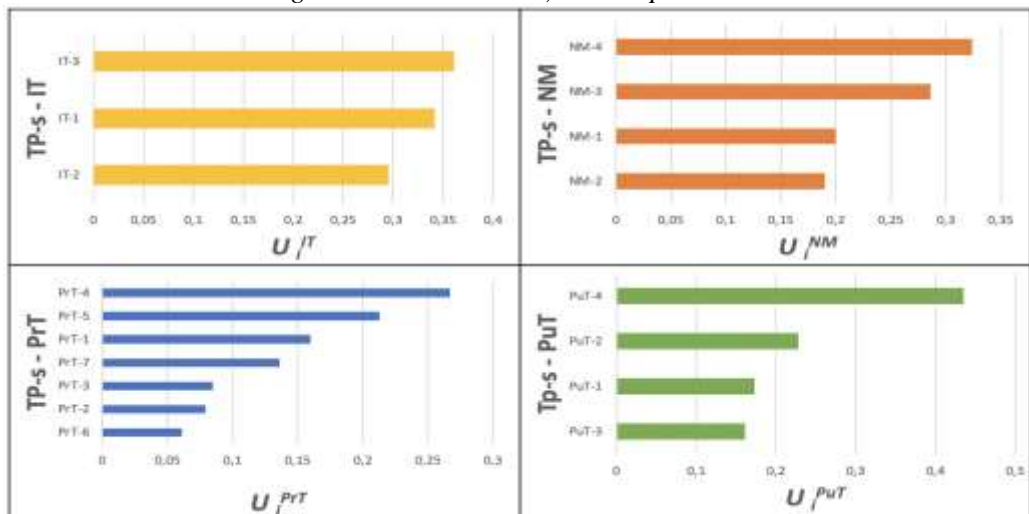 TP-s - IT
IT-3
IT-1
IT-2
0 0,05 0,1 0,15 0,2 0,25 0,3 0,35 0,4
U i IT
TP-s - NM
NM-4
NM-3
NM-1
NM-2
0 0,05 0,1 0,15 0,2 0,25 0,3 0,35
U i NM
TP-s - PrT
PrT-4
PrT-5
PrT-1
PrT-7
PrT-3
PrT-2
PrT-6
0 0,05 0,1 0,15 0,2 0,25 0,3
U i PrT
Tp-s - PuT
PuT-4
PuT-2
PuT-1
PuT-3
0 0,1 0,2 0,3 0,4 0,5
U i PuT